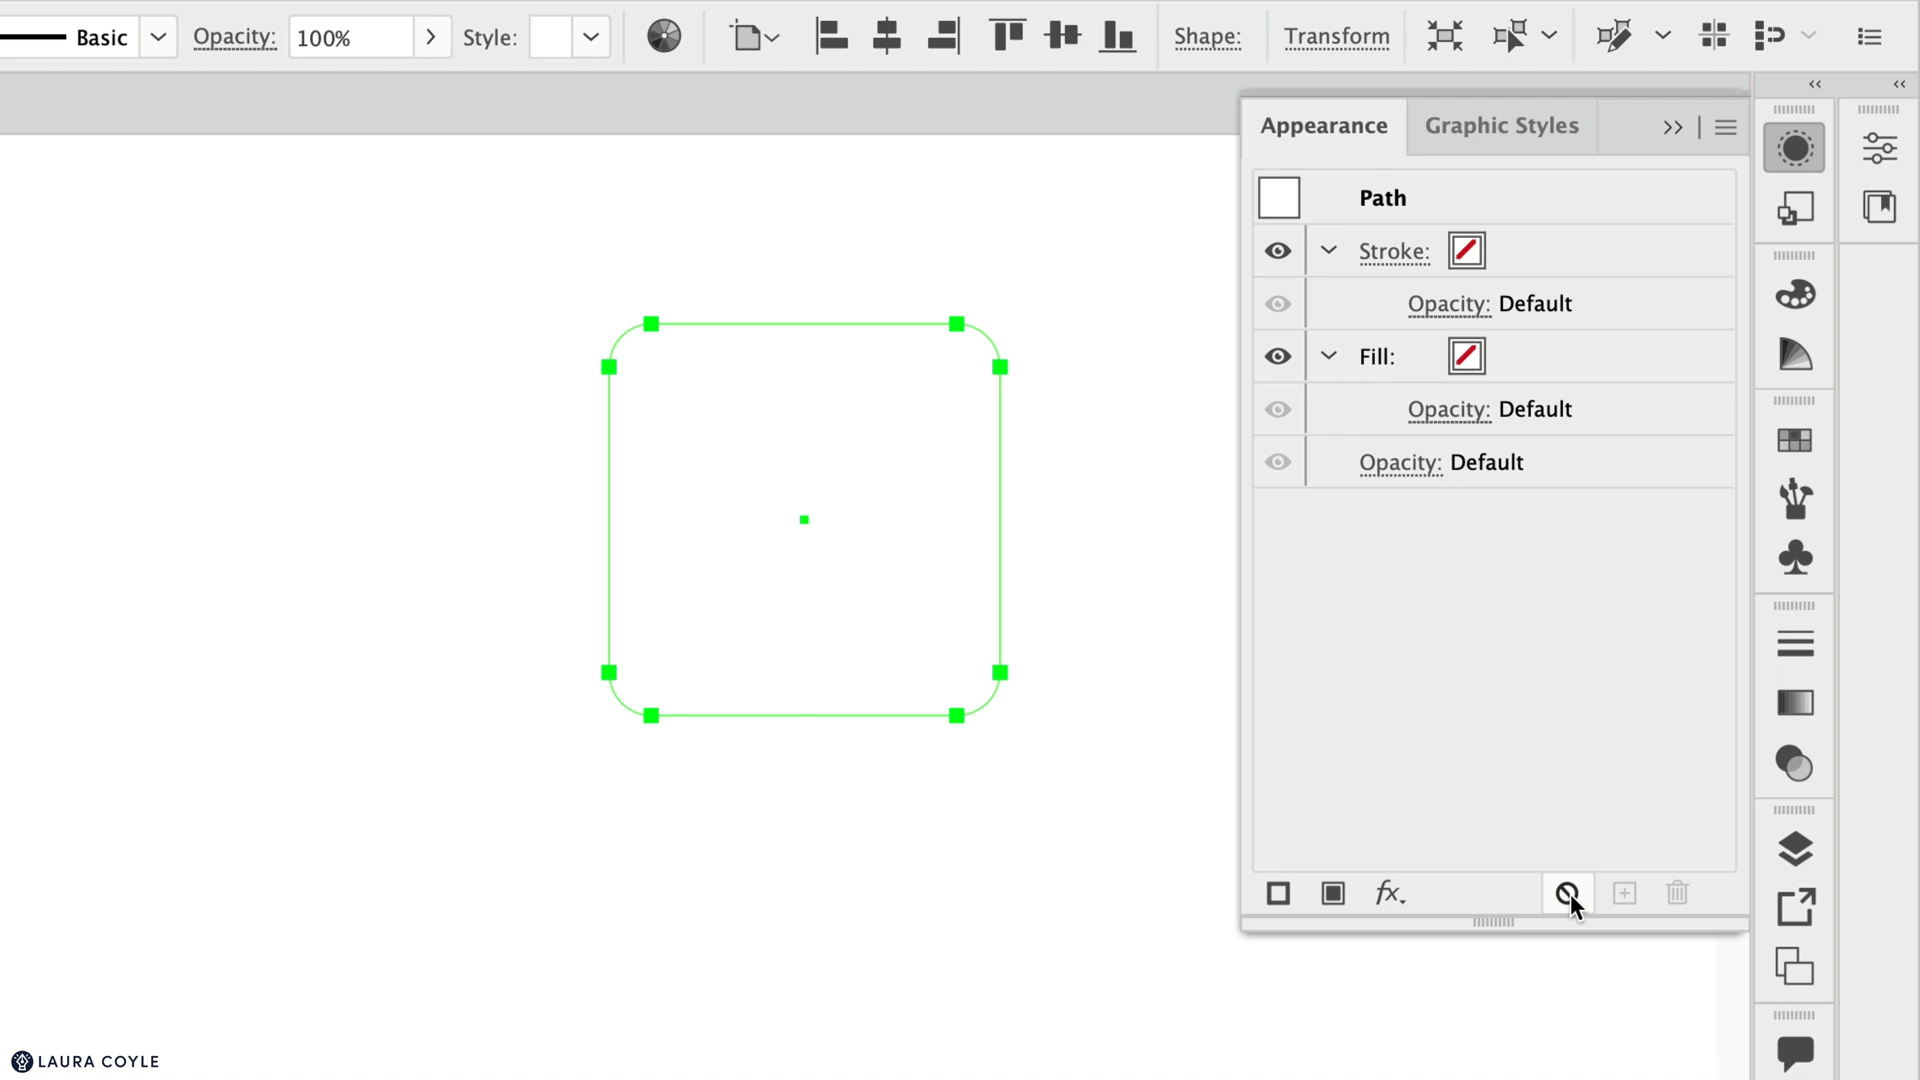 Basic Opacity: 100% Style: Shape: Transform
Appearance Graphic Styles
Path
Stroke:
Opacity: Default
Fill:
Opacity: Default
Opacity: Default
fx
LAURA COYLE